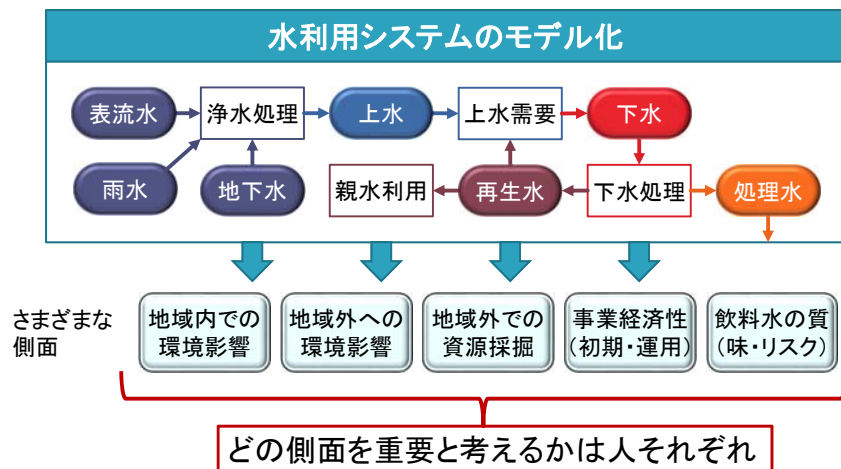 水利用システムのモデル化
表流水
浄水処理
上水
上水需要
下水
雨水
地下水
親水利用
再生水
下水処理
処理水
さまざまな
側面
地域内での
環境影響
地域外への
環境影響
地域外での
資源採掘
事業経済性
(初期・運用)
飲料水の質
(味・リスク)
どの側面を重要と考えるかは人それぞれ